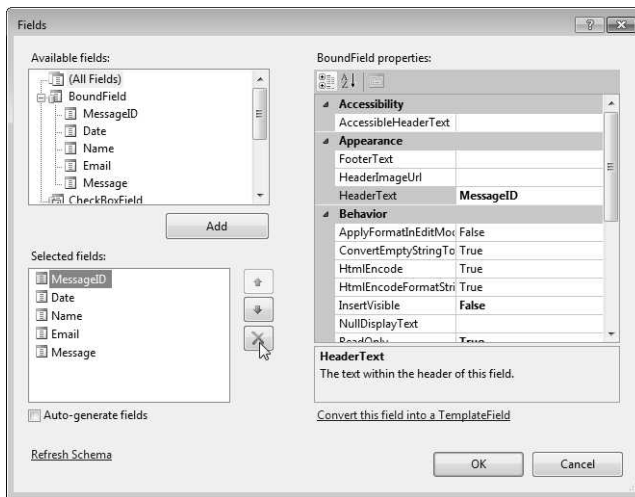 Fields
Available fields:
(All Fields)
BoundField
MessageID
Date
Name
Email
Message
CheckBoxField
Add
Selected fields:
MessageID
Date
Name
Email
Message
Auto-generate fields
Refresh Schema
BoundField properties:
Accessibility
AccessibleHeaderText
Appearance
FooterText
HeaderImageUrl
HeaderText MessageID
Behavior
ApplyFormatInEditMod False
ConvertEmptyStringTo True
HtmlEncode True
HtmlEncodeFormatStri True
InsertVisible False
NullDisplayText
ReadOnly True
HeaderText
The text within the header of this field.
Convert this field into a TemplateField
OK Cancel